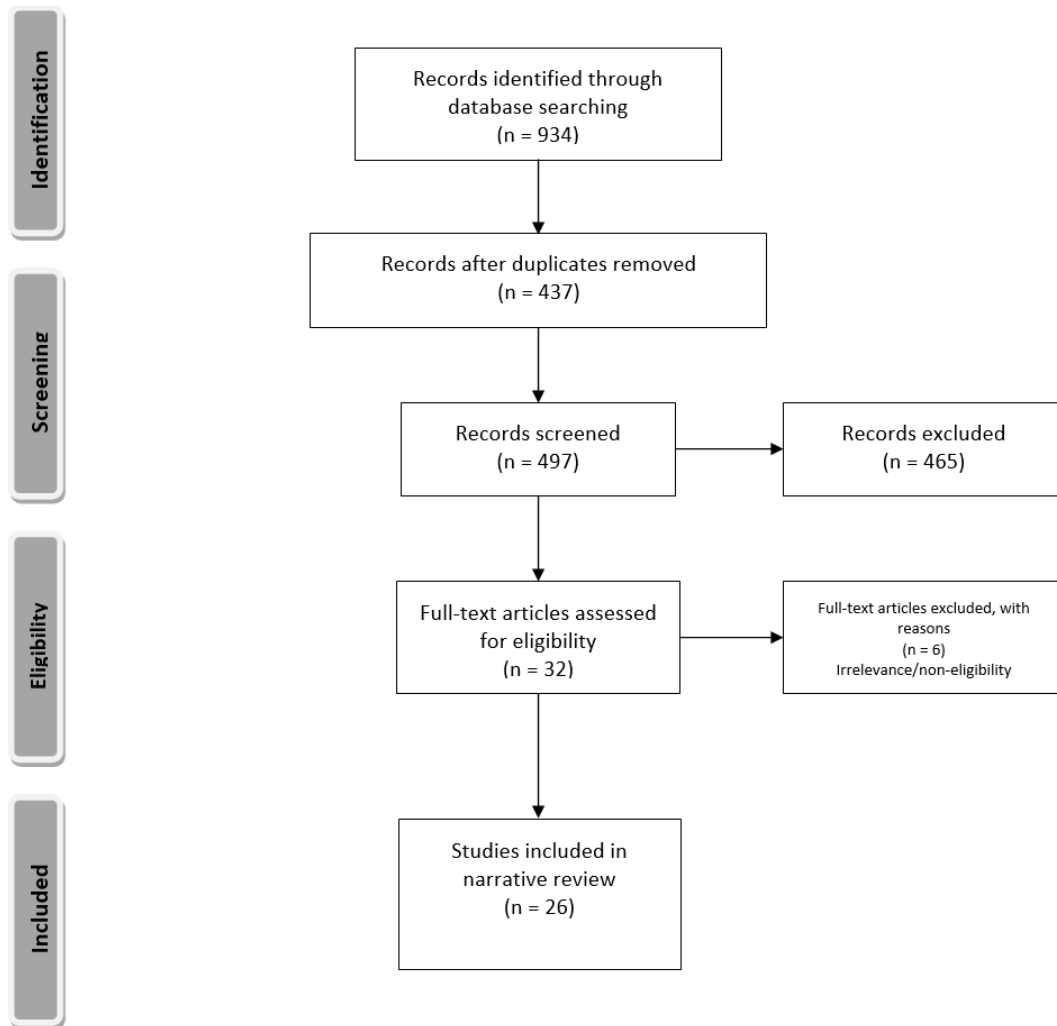 Identification
Records identified through
database searching
(n = 934)
Records after duplicates removed
(n = 437)
Screening
Records screened
(n = 497)
Records excluded
(n = 465)
Eligibility
Full-text articles assessed
for eligibility
(n = 32)
Full-text articles excluded, with
reasons
(n = 6)
Irrelevance/non-eligibility
Included
Studies included in
narrative review
(n = 26)